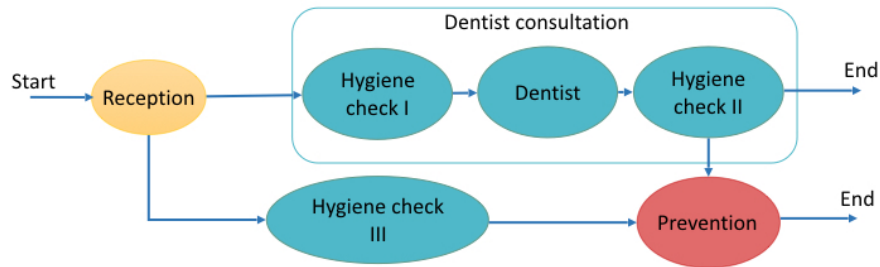 Dentist consultation
Start
Reception
Hygiene
check I
Dentist
Hygiene
check II
End
Hygiene check
III
Prevention
End